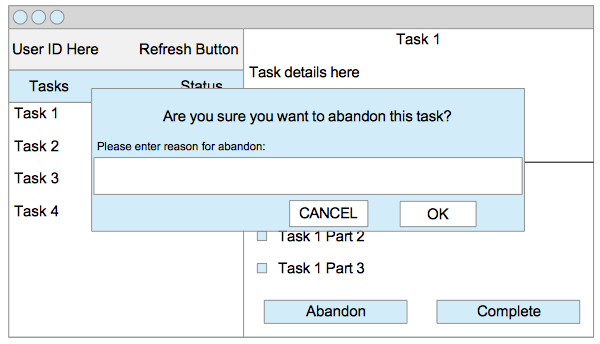 User ID Here
Refresh Button
Tasks
Status
Task 1
Task 2
Task 3
Task 4
Task 1
Task details here
Are you sure you want to abandon this task?
Please enter reason for abandon:
CANCEL
OK
Task 1 Part 2
Task 1 Part 3
Abandon
Complete